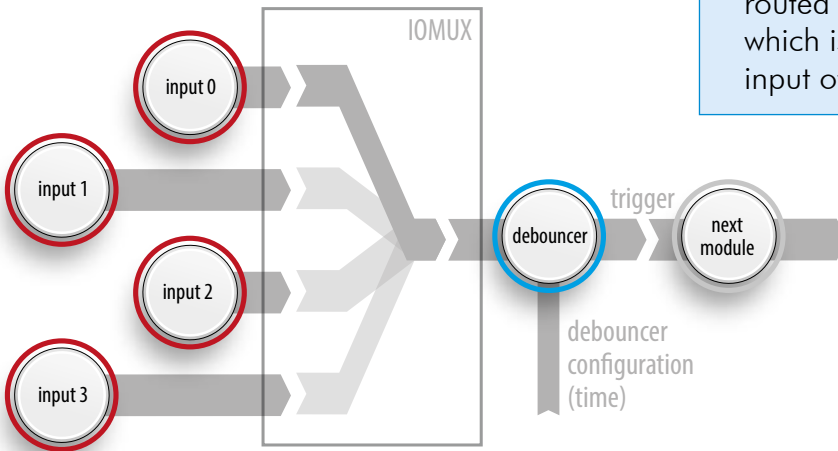 routed
which is
input o
IOMUX
input 0
input 1
input 2
input 3
debouncer
trigger
next
module
debouncer
configuration
(time)